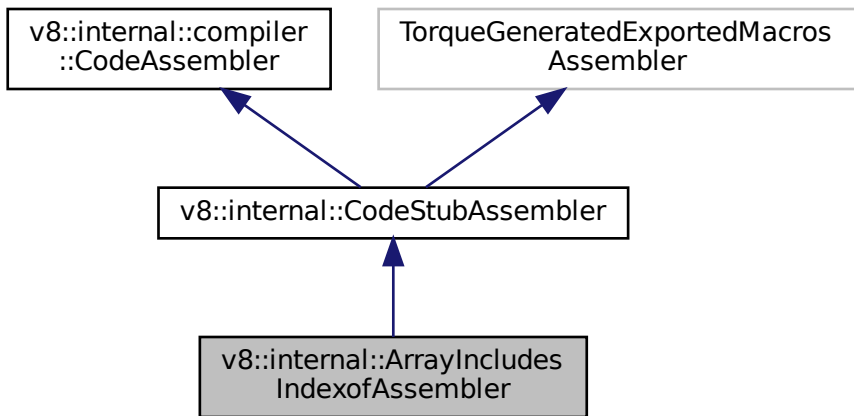 v8::internal::compiler
::CodeAssembler
TorqueGeneratedExportedMacros
Assembler
v8::internal::CodeStubAssembler
v8::internal::ArrayIncludes
IndexofAssembler